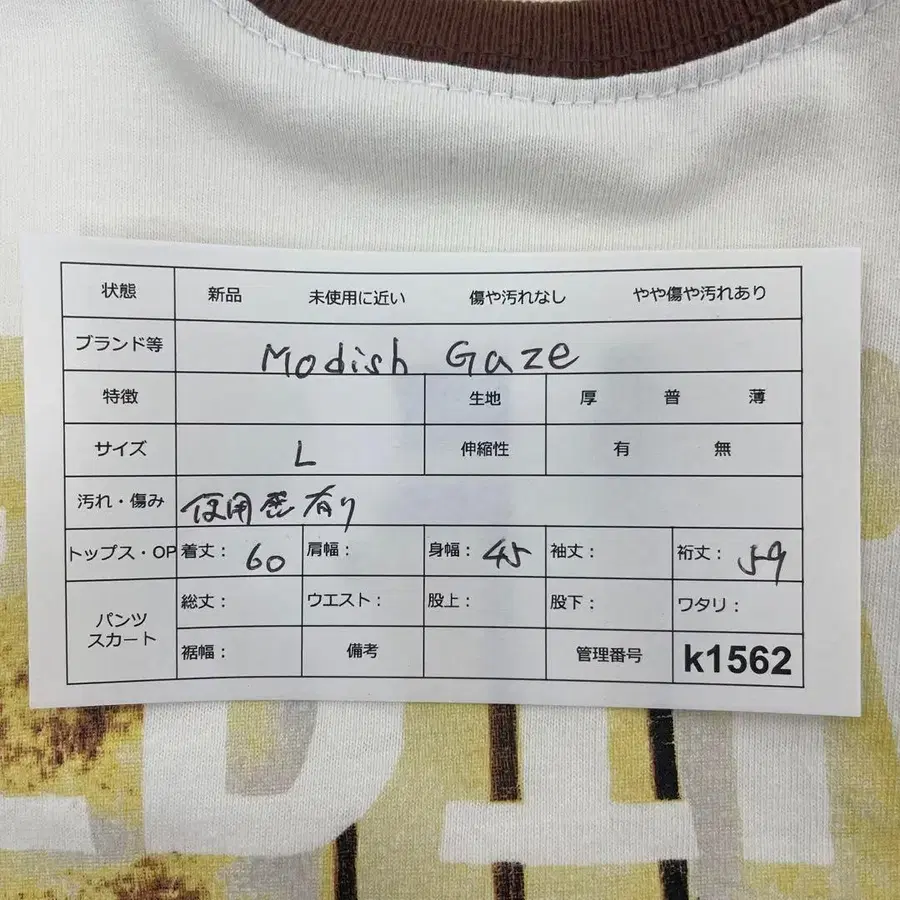 状態 新品 未使用に近い 傷や汚れなし やや傷や汚れあり
ブランド等 Modish Gaze
特徴 生地 厚 普 薄
サイズ L 伸縮性 有 無
汚れ・傷み 使用感有り
トップス・OP 着丈: 60 肩幅: 身幅: 45 袖丈: 裄丈: 59
パンツ スカート 総丈: ウエスト: 股上: 股下: ワタリ:
裾幅: 備考 管理番号 k1562